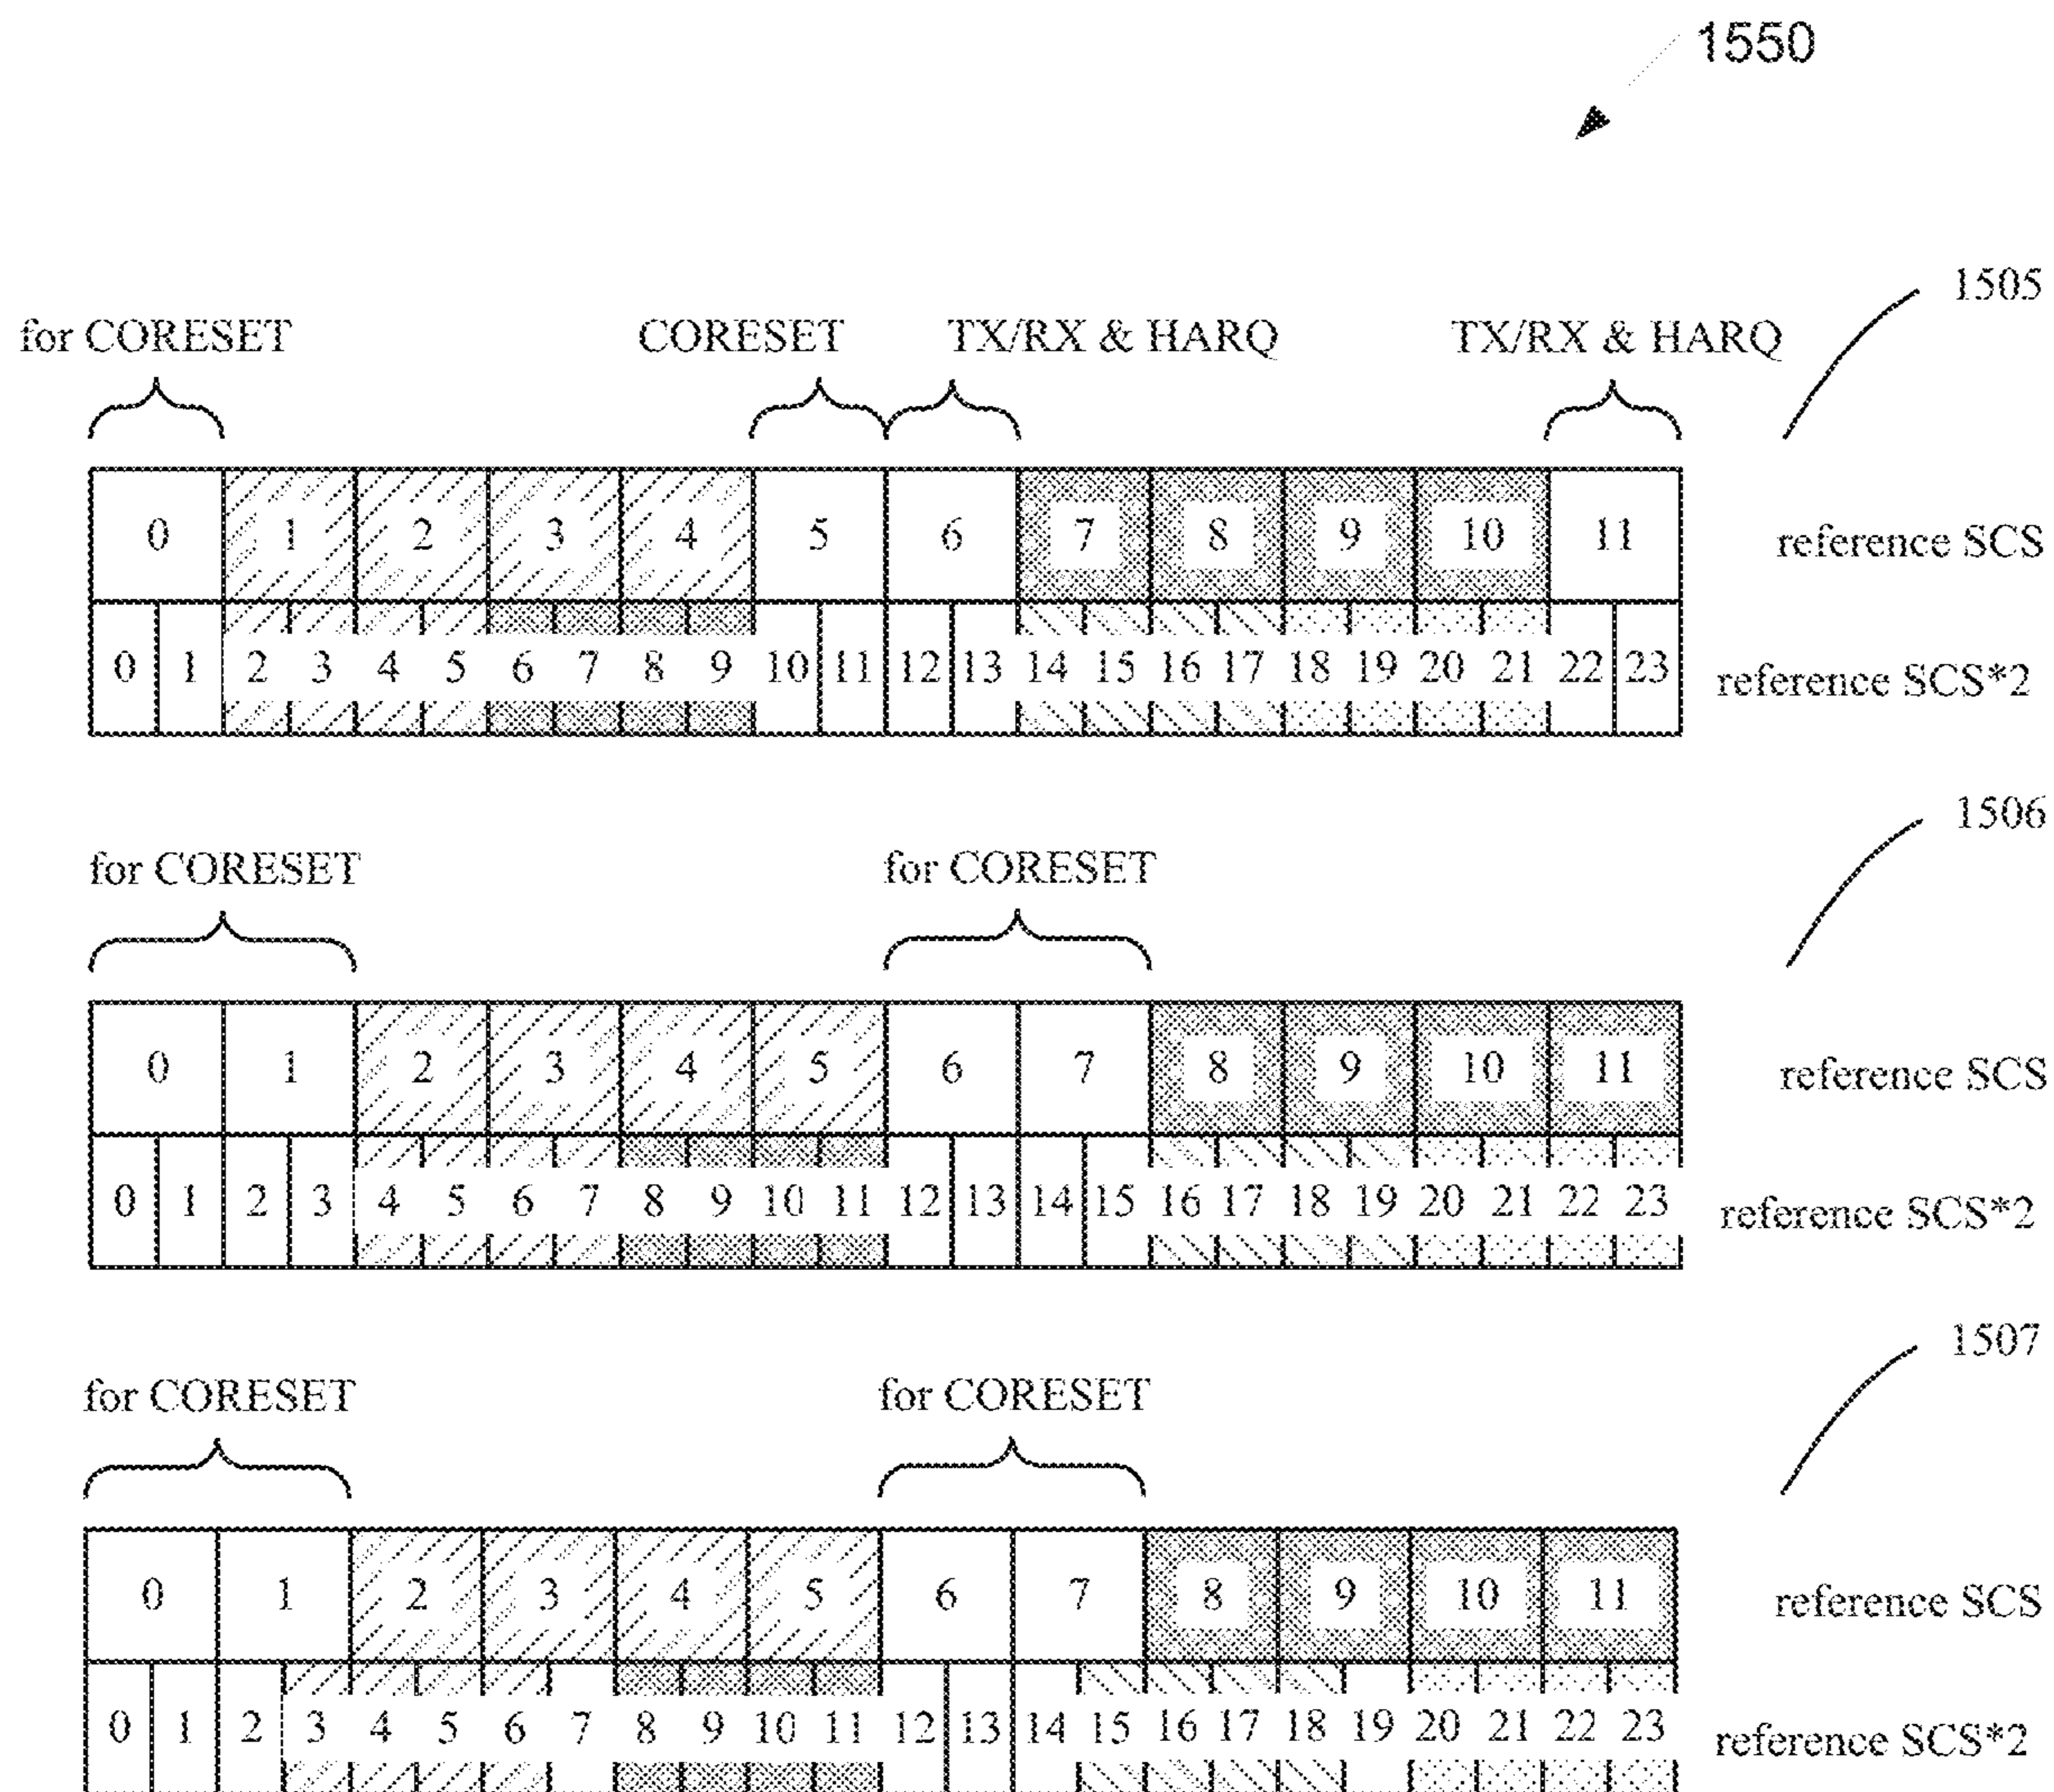 1550
1505
for CORESET CORESET TX/RX & HARQ TX/RX & HARQ
0 1 2 3 4 5 6 7 8 9 10 11 reference SCS
0 1 2 3 4 5 6 7 8 9 10 11 12 13 14 15 16 17 18 19 20 21 22 23 reference SCS*2
1506
for CORESET for CORESET
0 1 2 3 4 5 6 7 8 9 10 11 reference SCS
0 1 2 3 4 5 6 7 8 9 10 11 12 13 14 15 16 17 18 19 20 21 22 23 reference SCS*2
1507
for CORESET for CORESET
0 1 2 3 4 5 6 7 8 9 10 11 reference SCS
0 1 2 3 4 5 6 7 8 9 10 11 12 13 14 15 16 17 18 19 20 21 22 23 reference SCS*2